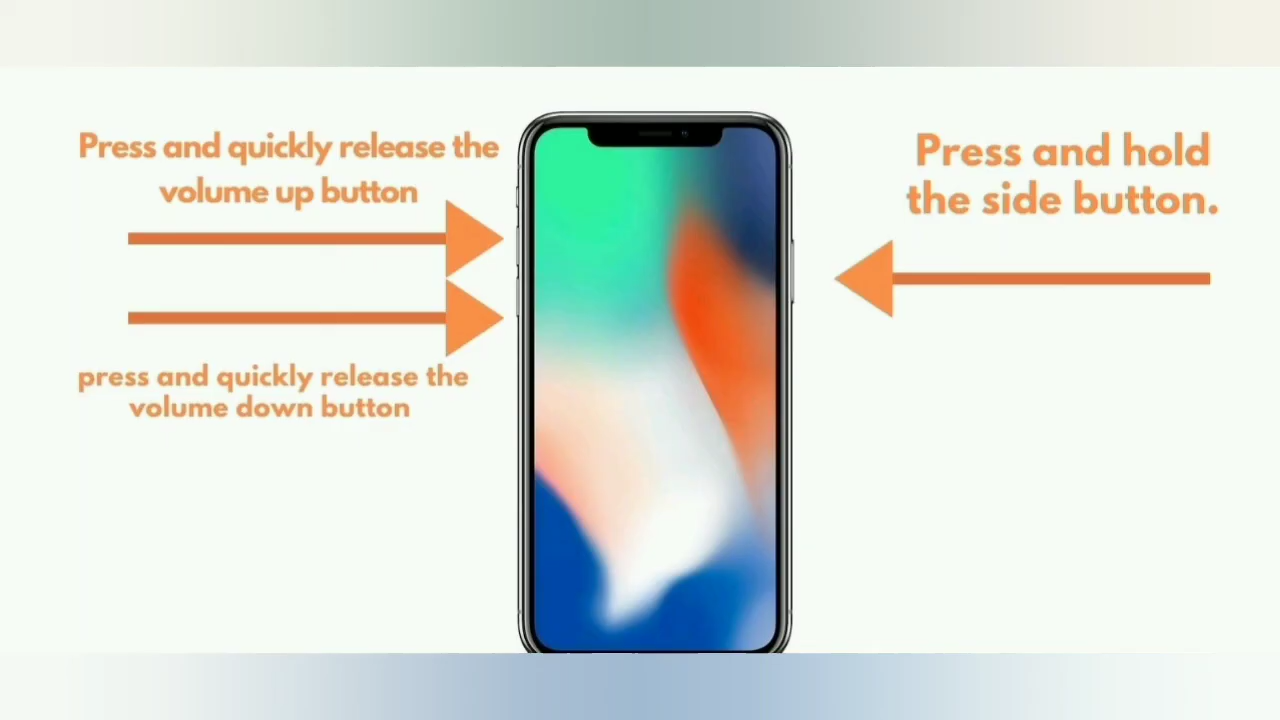 Press and quickly release the
volume up button
press and quickly release the
volume down button
Press and hold
the side button.